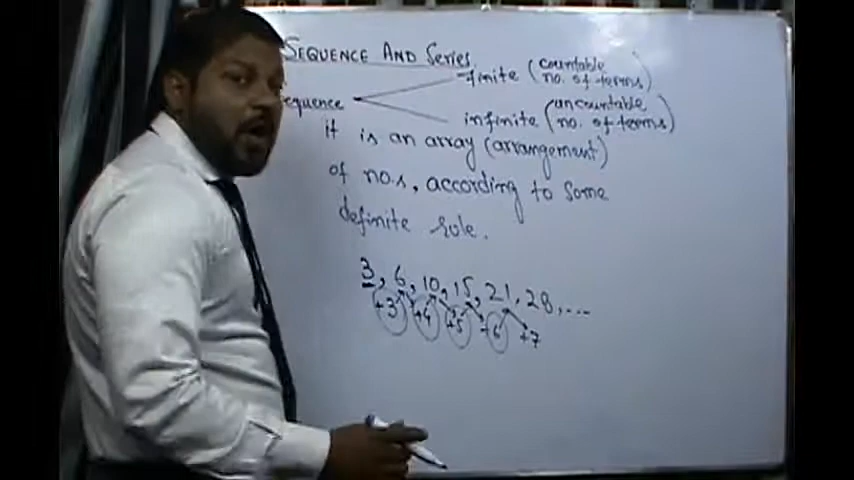 SEQUENCE AND Series
finite (countable no. of terms)
Sequence
infinite (uncountable no. of terms)
it is an array (arrangement)
of no.s, according to some
definite rule.
3, 6, 10, 15, 21, 28, ...
+3 +4 +5 +6 +7